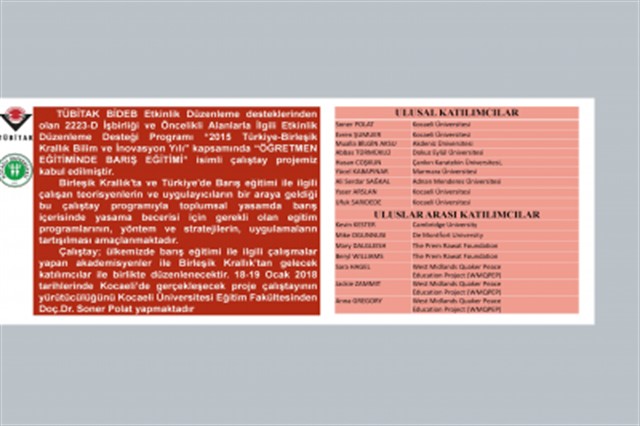 TÜBİTAK
TÜBİTAK BİDEB Etkinlik Düzenleme desteklerinden
olan 2223-D İşbirliği ve Öncelikli Alanlarla İlgili Etkinlik
Düzenleme Desteği Programı "2015 Türkiye-Birleşik
Krallık Bilim ve İnovasyon Yılı" kapsamında "ÖĞRETMEN
EĞİTİMİNDE BARIŞ EĞİTİMİ" isimli çalıştay projemiz
kabul edilmiştir.
Birleşik Krallık'ta ve Türkiye'de Barış eğitimi ile ilgili
çalışan teorisyenlerin ve uygulayıcıların bir araya geldiği
bu çalıştay programıyla toplumsal yasamda barış
içerisinde yasama becerisi için gerekli olan egitim
programlarının, yöntem ve stratejilerin, uygulamaların
tartışılması amaçlanmaktadır.
Çalıştay; ülkemizde barış eğitimi ile ilgili çalışmalar
yapan akademisyenler ile Birleşik Krallık'tan gelecek
katılımcılar ile birlikte düzenlenecektir. 18-19 Ocak 2018
tarihlerinde Kocaeli'de gerçekleşecek proje çalıştayının
yürütücülüğünü Kocaeli Üniversitesi Eğitim Fakültesinden
Doç.Dr. Soner Polat yapmaktadır
ULUSAL KATILIMCILAR
Soner POLAT Kocaeli Üniversitesi
Evren ŞUMUER Kocaeli Üniversitesi
Mualla BİLGİN AKSU Akdeniz Üniversitesi
Abbas TÜRNÜKLÜ Dokuz Eylül Üniversitesi
Hasan COŞKUN Çankırı Karatekin Üniversitesi,
Yücel KABAPINAR Marmara Üniversitesi
Ali Serdar SAĞKAL Adnan Menderes Üniversitesi
Yaser ARSLAN Kocaeli Üniversitesi
Ufuk SARIDEDE Kocaeli Üniversitesi
ULUSLAR ARASI KATILIMCILAR
Kevin KESTER Cambridge University
Mike OGUNNUSI De Montfort University
Mary DALGLEISH The Prem Rawat Foundation
Beryl WILLIAMS The Prem Rawat Foundation
Sara HAGEL West Midlands Quaker Peace
Education Project (WMQPEP)
Jackie ZAMMIT West Midlands Quaker Peace
Education Project (WMQPEP)
Anna GREGORY West Midlands Quaker Peace
Education Project (WMQPEP)